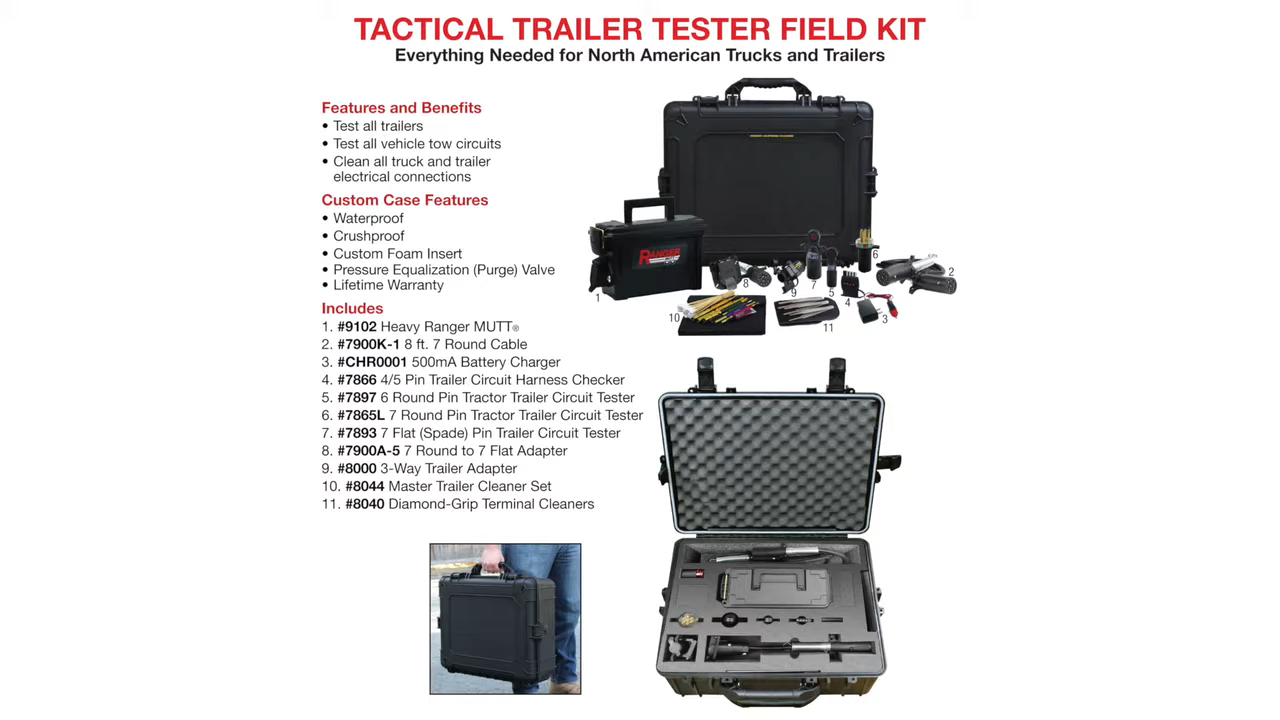 TACTICAL TRAILER TESTER FIELD KIT
Everything Needed for North American Trucks and Trailers
Features and Benefits
• Test all trailers
• Test all vehicle tow circuits
• Clean all truck and trailer
electrical connections
Custom Case Features
• Waterproof
• Crushproof
• Custom Foam Insert
• Pressure Equalization (Purge) Valve
• Lifetime Warranty
Includes
1. #9102 Heavy Ranger MUTT®
2. #7900K-1 8 ft. 7 Round Cable
3. #CHR0001 500mA Battery Charger
4. #7866 4/5 Pin Trailer Circuit Harness Checker
5. #7897 6 Round Pin Tractor Trailer Circuit Tester
6. #7865L 7 Round Pin Tractor Trailer Circuit Tester
7. #7893 7 Flat (Spade) Pin Trailer Circuit Tester
8. #7900A-5 7 Round to 7 Flat Adapter
9. #8000 3-Way Trailer Adapter
10. #8044 Master Trailer Cleaner Set
11. #8040 Diamond-Grip Terminal Cleaners
RANGER
1
8
9
7
5
4
6
2
3
10
11